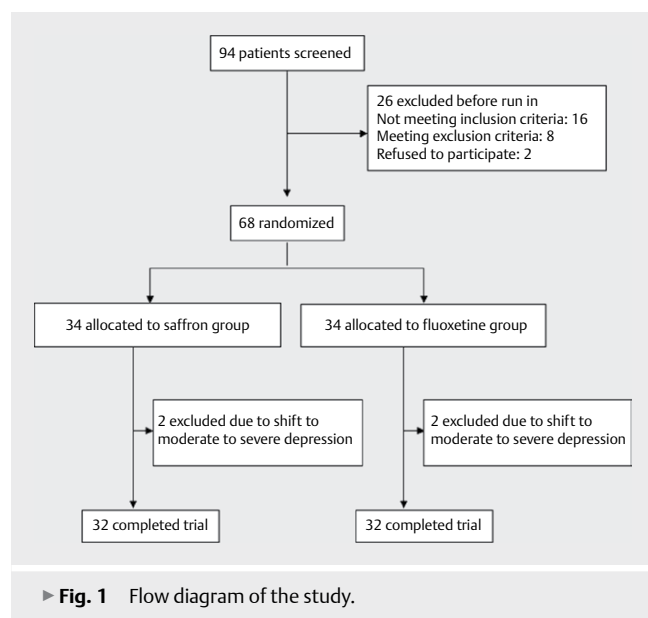 94 patients screened
26 excluded before run in
Not meeting inclusion criteria: 16
Meeting exclusion criteria: 8
Refused to participate: 2
68 randomized
34 allocated to saffron group
34 allocated to fluoxetine group
2 excluded due to shift to
moderate to severe depression
2 excluded due to shift to
moderate to severe depression
32 completed trial
32 completed trial
▶ Fig. 1 Flow diagram of the study.